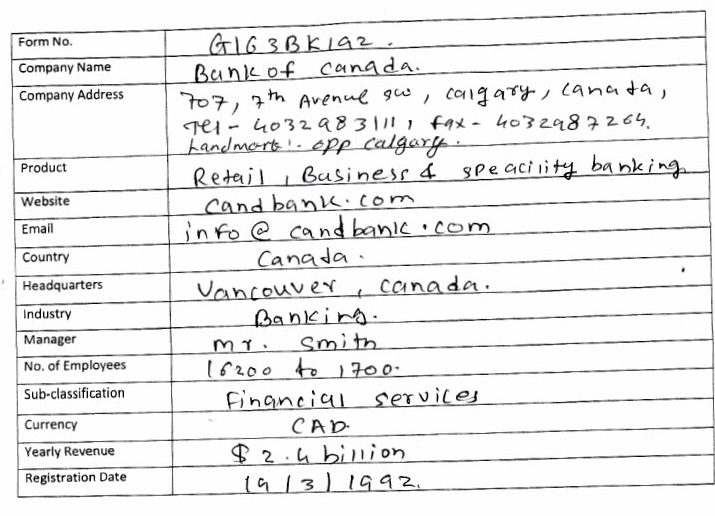 Form No. G1G3BK192.
Company Name Bank of Canada.
Company Address 707, 7th Avenue sw, Calgary, Canada,
Tel - 4032983111, fax - 4032987264.
Landmark:- opp calgary.
Product Retail, Business & speacility banking
Website candbank.com
Email info@candbank.com
Country Canada.
Headquarters Vancouver, Canada.
Industry Banking.
Manager mr. Smith
No. of Employees 16200 to 1700.
Sub-classification Financial services
Currency CAD.
Yearly Revenue $2.4 billion
Registration Date 19/3/1992.